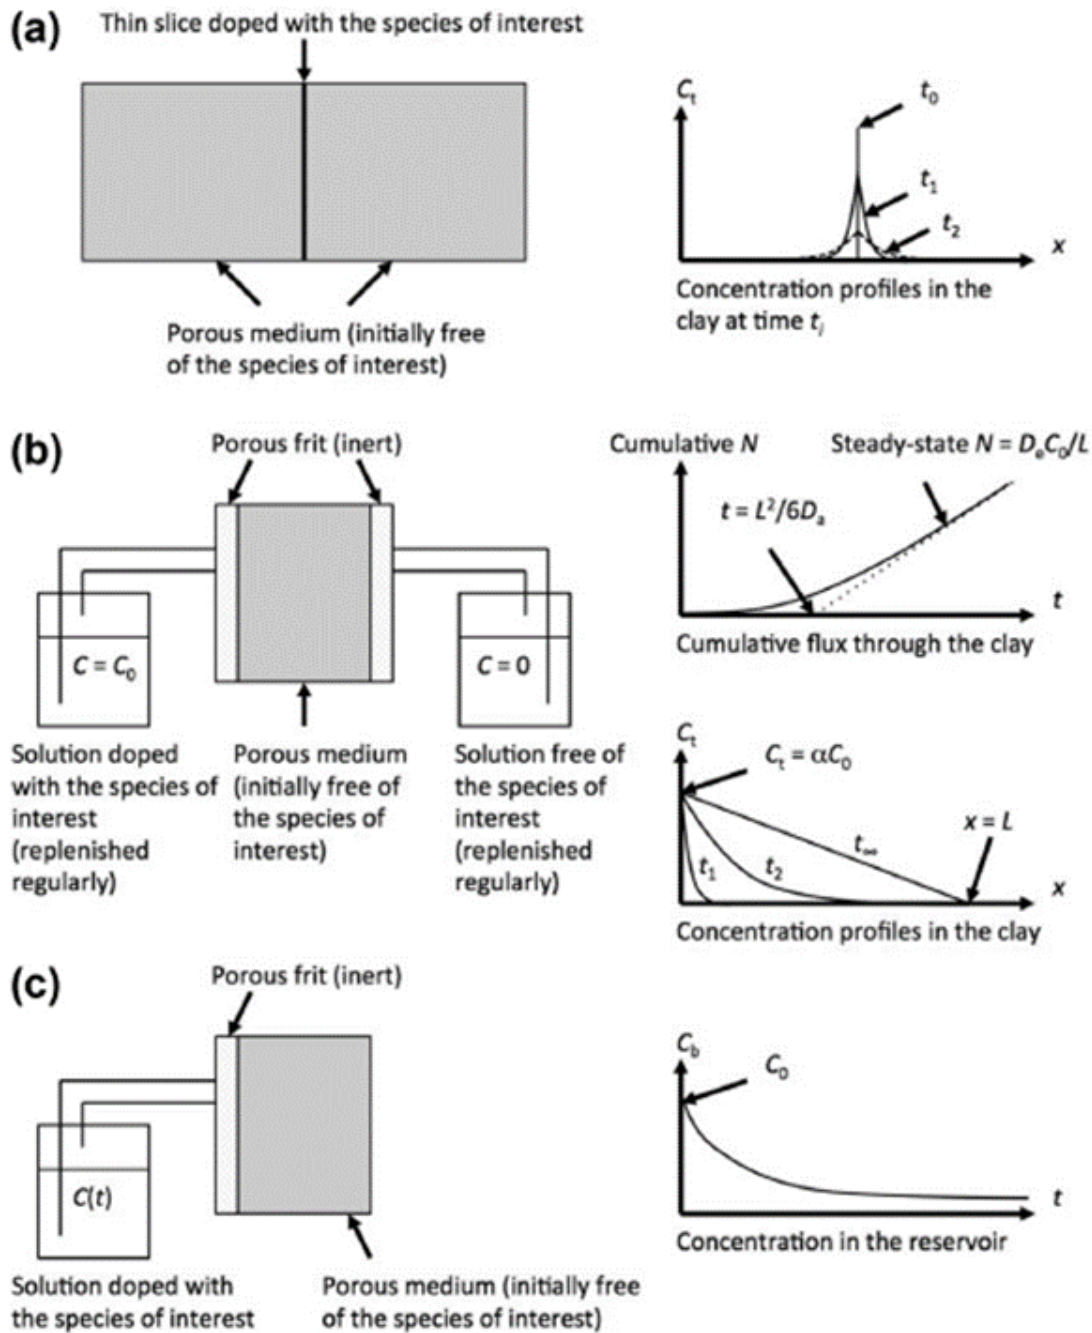 (a)
Thin slice doped with the species of interest
Porous medium (initially free
of the species of interest)
Cₜ
t₀
t₁
t₂
x
Concentration profiles in the
clay at time tᵢ
(b)
Porous frit (inert)
C = C₀
C = 0
Solution doped
with the species of
interest
(replenished
regularly)
Porous medium
(initially free of
the species of
interest)
Solution free of
the species of
interest
(replenished
regularly)
Cumulative N
Steady-state N = DₑC₀/L
t = L²/6Dₐ
t
Cumulative flux through the clay
Cₜ
Cₜ = αC₀
x = L
t₁
t₂
t∞
x
Concentration profiles in the clay
(c)
Porous frit (inert)
C(t)
Solution doped with
the species of interest
Porous medium (initially free
of the species of interest)
C_b
C₀
t
Concentration in the reservoir